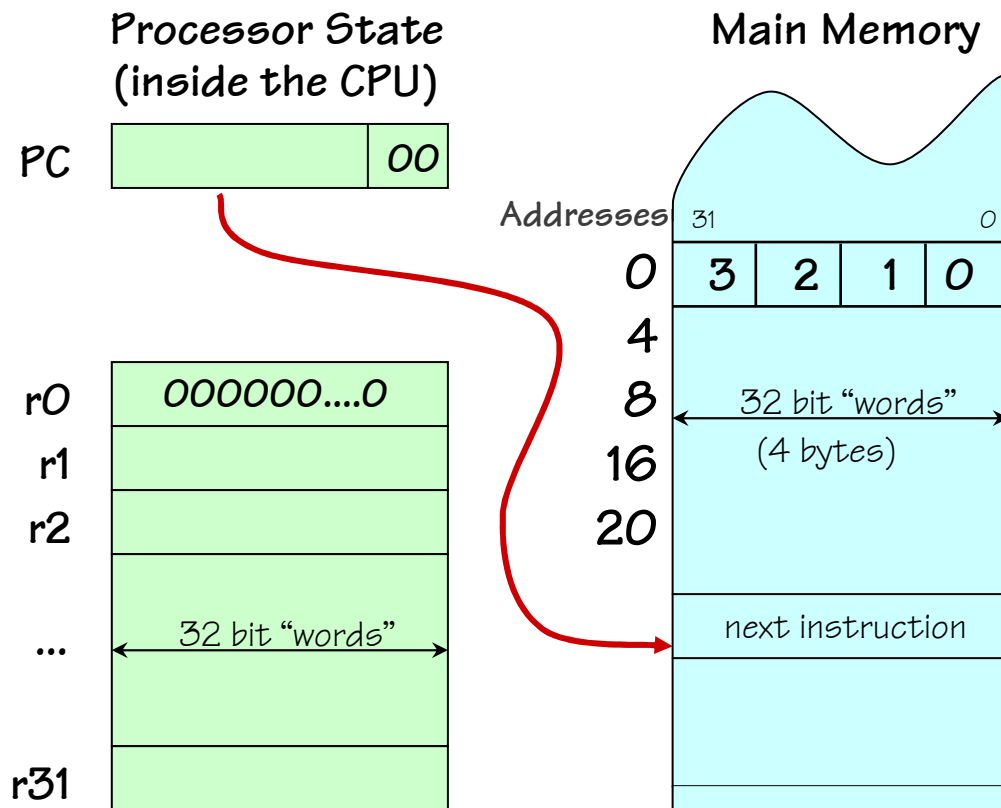 Processor State
(inside the CPU)
PC
00
r0
000000....0
r1
r2
...
32 bit “words”
r31
Main Memory
Addresses
31
0
0
3 2 1 0
4
8
32 bit “words”
16
(4 bytes)
20
next instruction